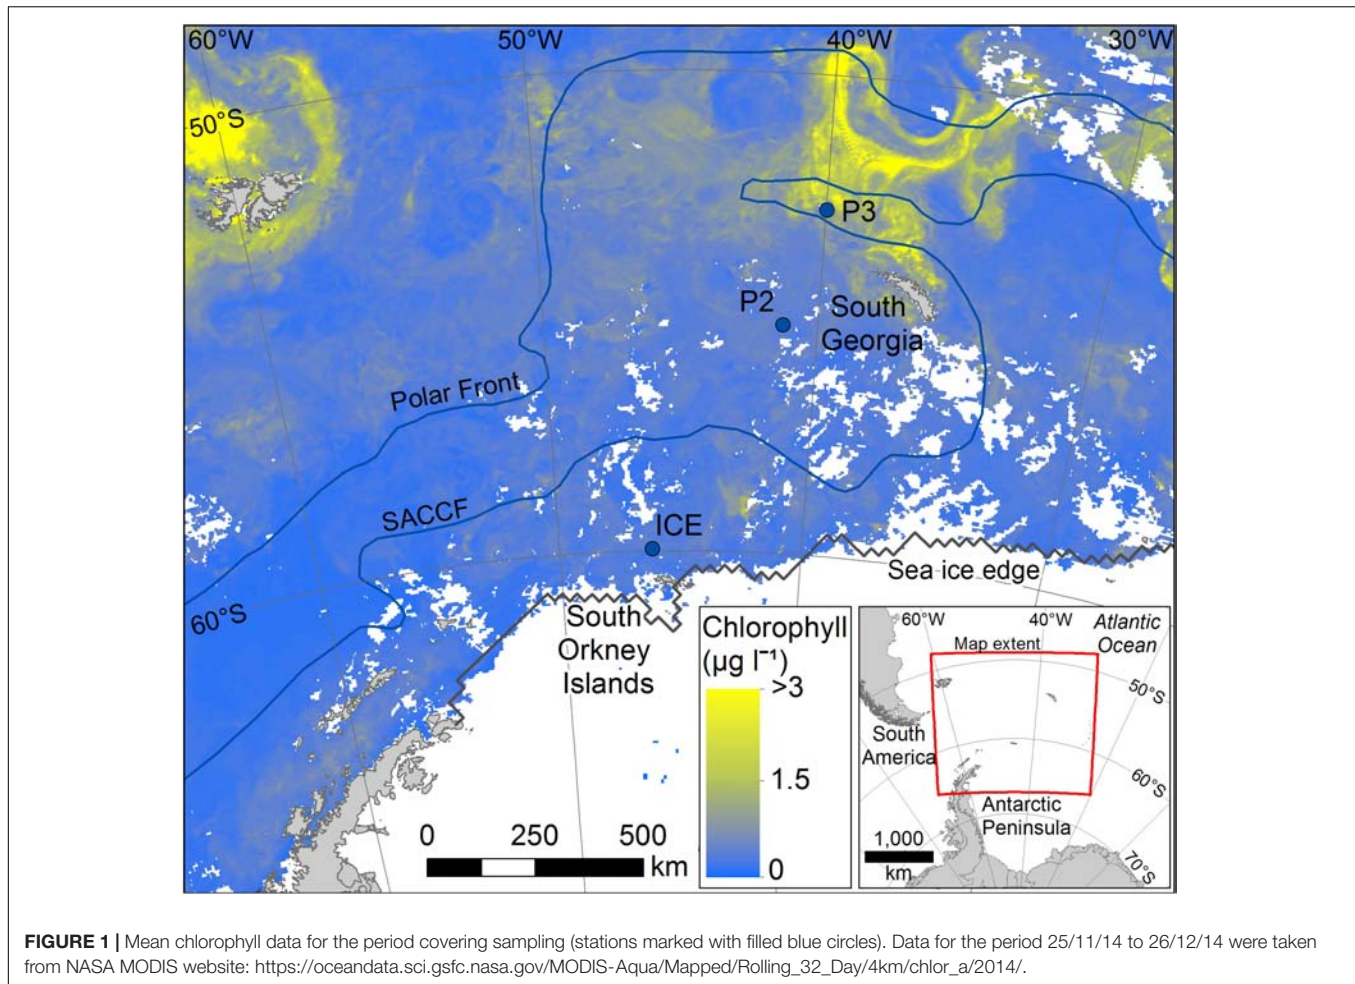 60°W
50°W
40°W
30°W
50°S
P3
P2
South
Georgia
Polar Front
SACCF
ICE
Sea ice edge
60°S
South
Orkney
Islands
Chlorophyll
(µg l⁻¹)
>3
1.5
0
0
250
500
km
60°W
40°W
Atlantic
Ocean
Map extent
50°S
South
America
60°S
Antarctic
Peninsula
1,000
km
70°S
FIGURE 1 | Mean chlorophyll data for the period covering sampling (stations marked with filled blue circles). Data for the period 25/11/14 to 26/12/14 were taken
from NASA MODIS website: https://oceandata.sci.gsfc.nasa.gov/MODIS-Aqua/Mapped/Rolling_32_Day/4km/chlor_a/2014/.